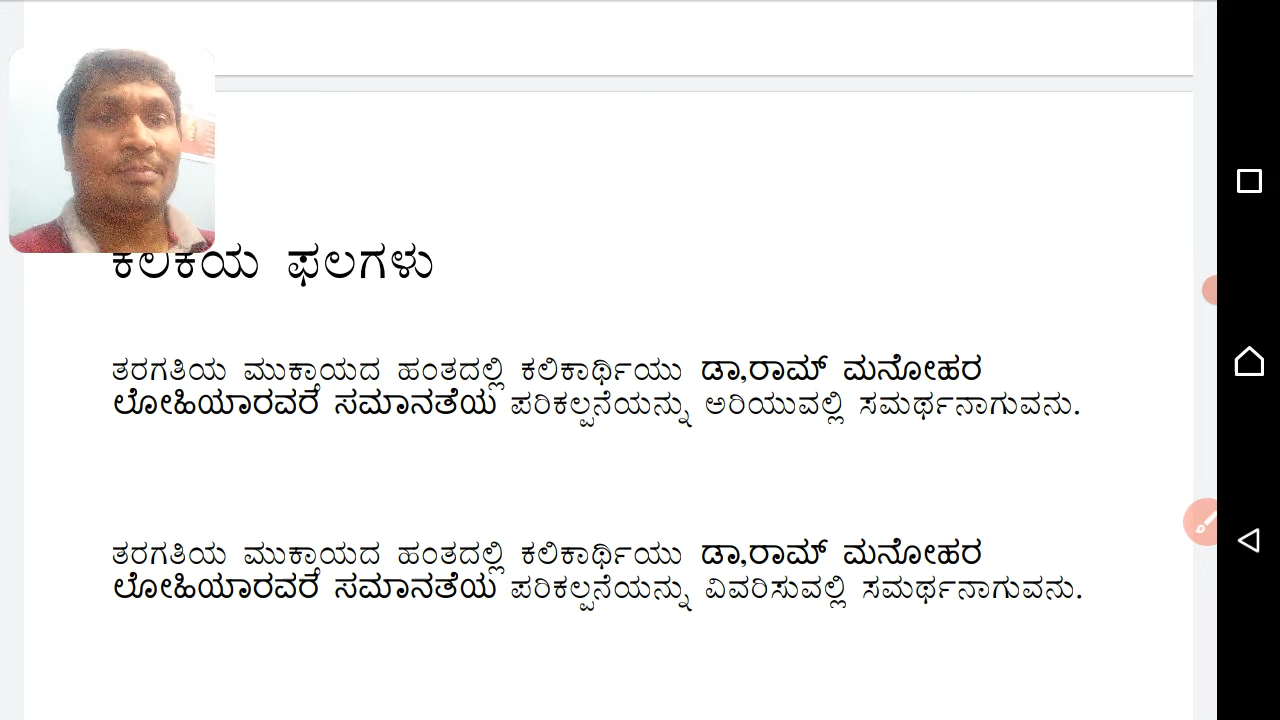 ಕಲಿಕೆಯ ಫಲಗಳು
ತರಗತಿಯ ಮುಕ್ತಾಯದ ಹಂತದಲ್ಲಿ ಕಲಿಕಾರ್ಥಿಯು ಡಾ,ರಾಮ್ ಮನೋಹರ
ಲೋಹಿಯಾರವರ ಸಮಾನತೆಯ ಪರಿಕಲ್ಪನೆಯನ್ನು ಅರಿಯುವಲ್ಲಿ ಸಮರ್ಥನಾಗುವನು.
ತರಗತಿಯ ಮುಕ್ತಾಯದ ಹಂತದಲ್ಲಿ ಕಲಿಕಾರ್ಥಿಯು ಡಾ,ರಾಮ್ ಮನೋಹರ
ಲೋಹಿಯಾರವರ ಸಮಾನತೆಯ ಪರಿಕಲ್ಪನೆಯನ್ನು ವಿವರಿಸುವಲ್ಲಿ ಸಮರ್ಥನಾಗುವನು.